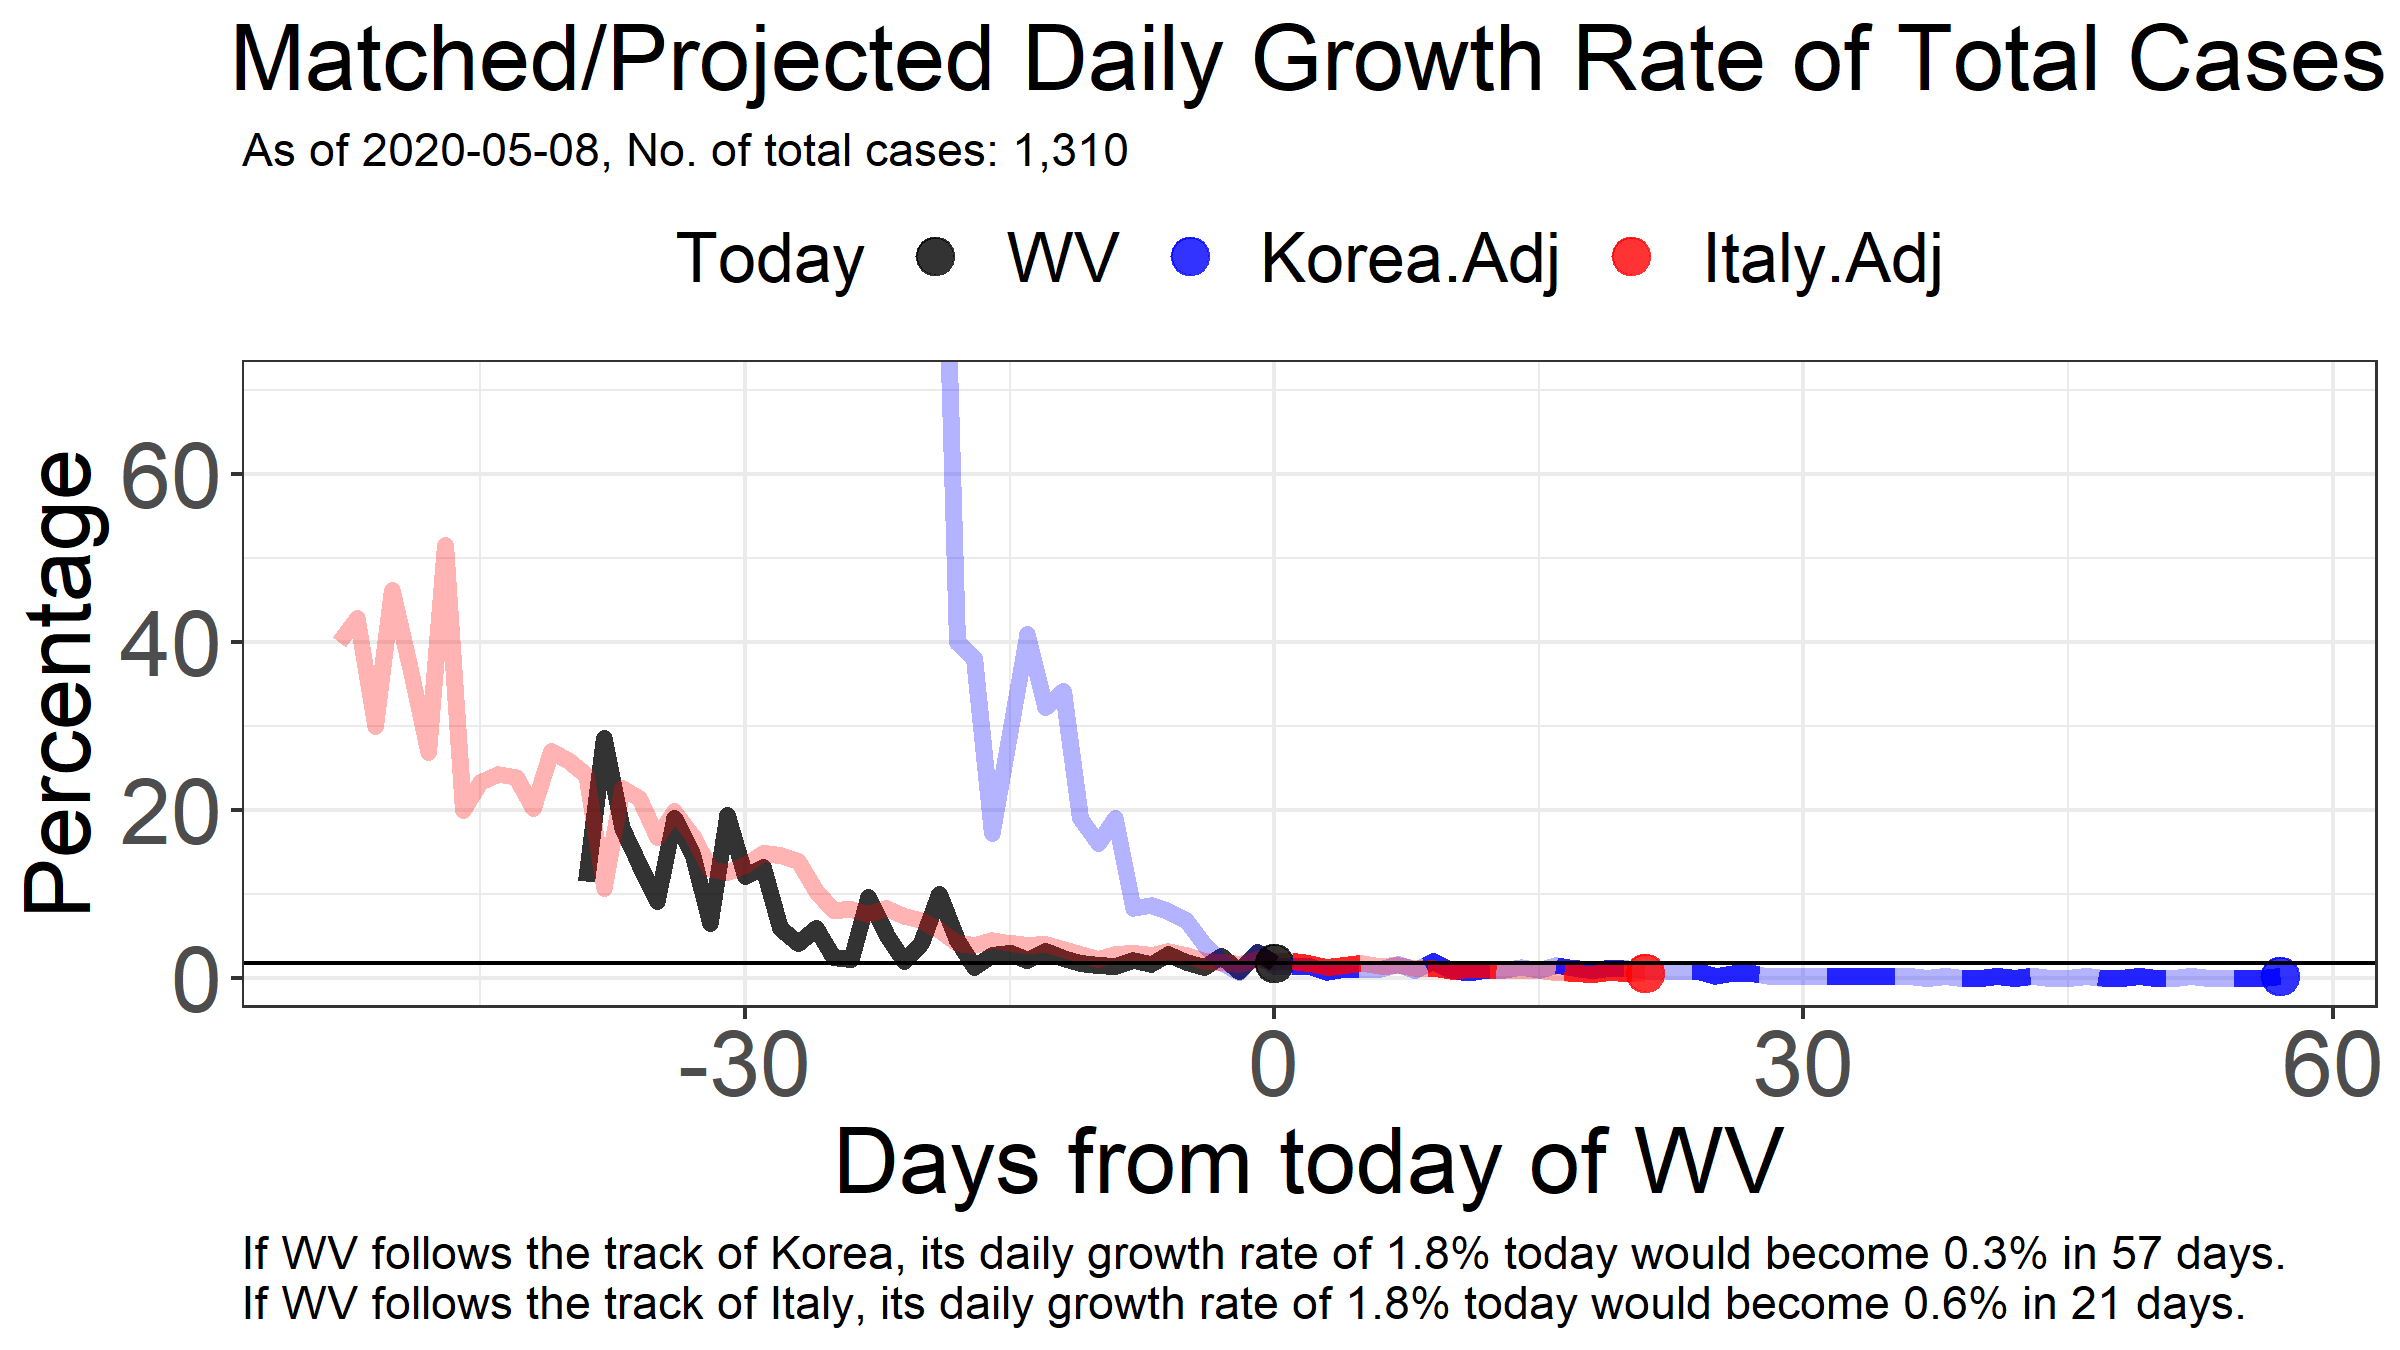 Matched/Projected Daily Growth Rate of Total Cases
As of 2020-05-08, No. of total cases: 1,310
Today WV Korea.Adj Italy.Adj
Percentage
60
40
20
0
-30 0 30 60
Days from today of WV
If WV follows the track of Korea, its daily growth rate of 1.8% today would become 0.3% in 57 days.
If WV follows the track of Italy, its daily growth rate of 1.8% today would become 0.6% in 21 days.